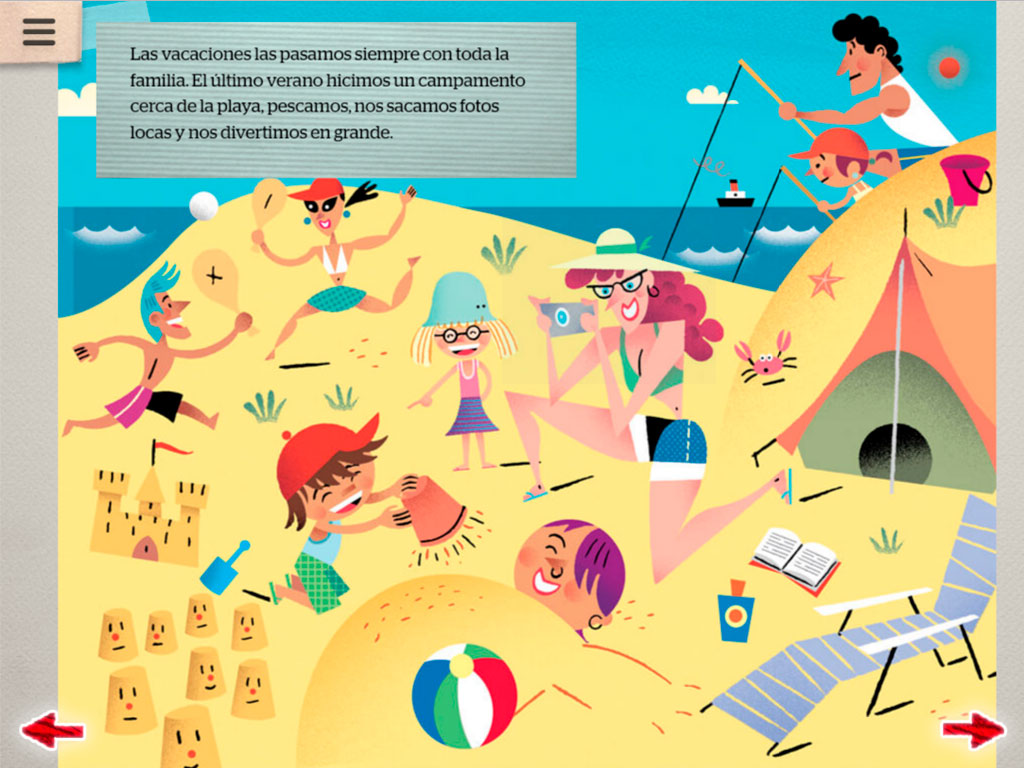 Las vacaciones las pasamos siempre con toda la
familia. El último verano hicimos un campamento
cerca de la playa, pescamos, nos sacamos fotos
locas y nos divertimos en grande.